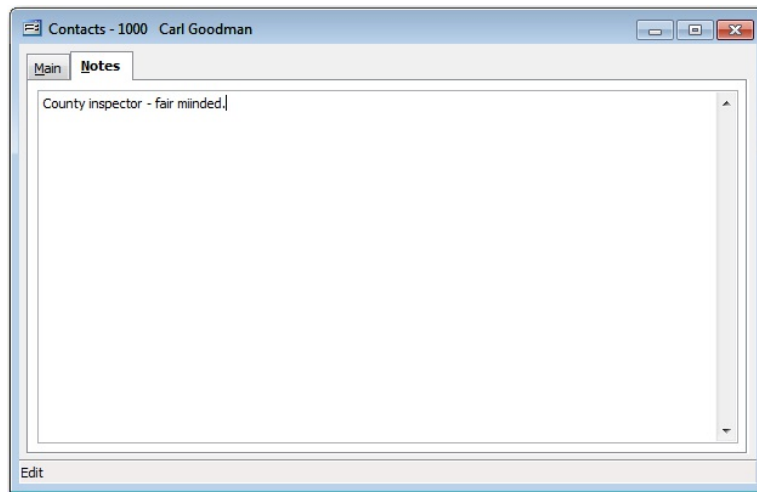 Contacts - 1000 Carl Goodman
Main Notes
County inspector - fair miinded.
Edit